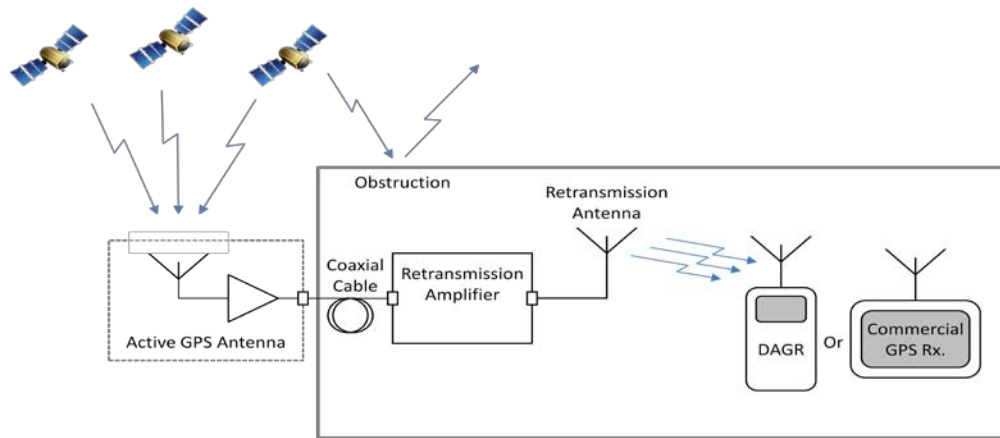 Obstruction
Retransmission
Antenna
Coaxial
Cable
Retransmission
Amplifier
Active GPS Antenna
DAGR
Or
Commercial
GPS Rx.